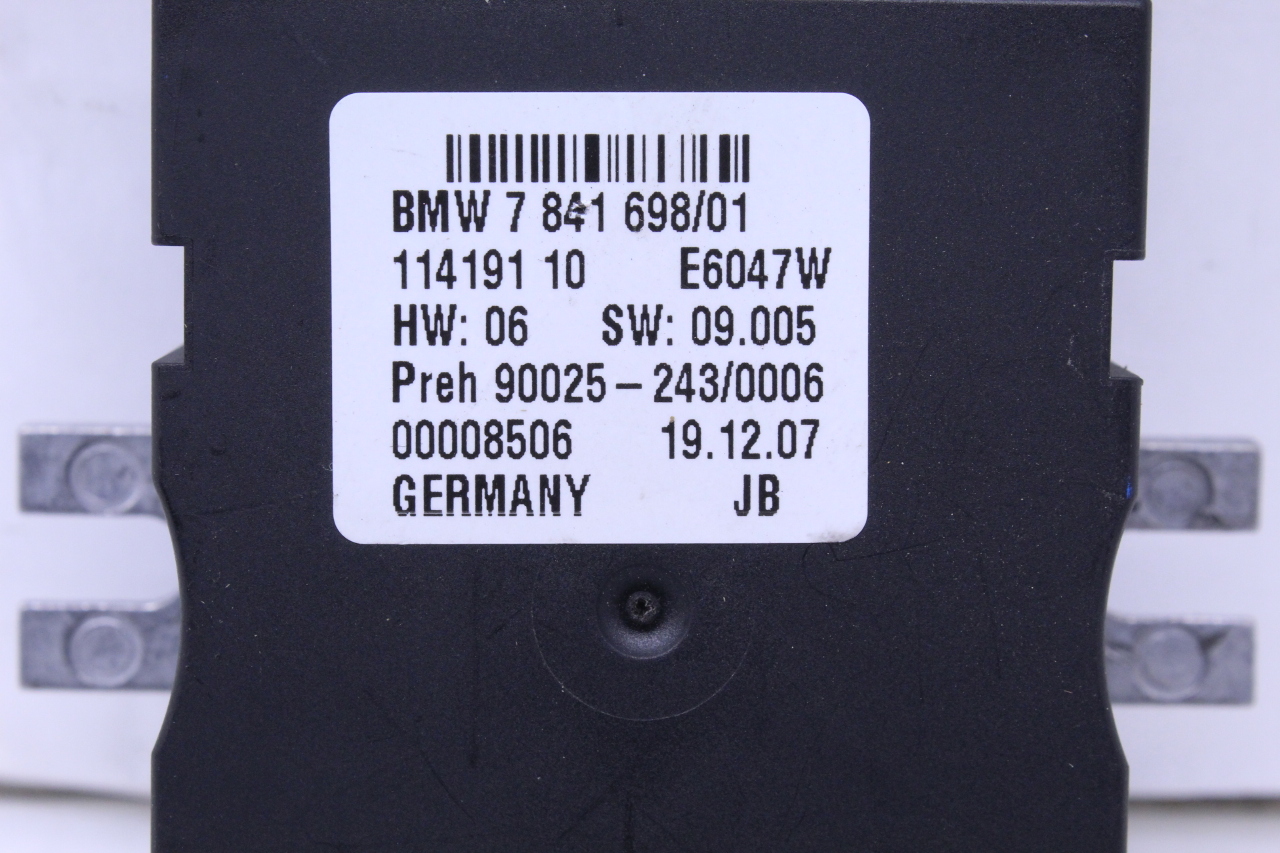 BMW 7 841 698/01
114191 10 E6047W
HW: 06 SW: 09.005
Preh 90025-243/0006
00008506 19.12.07
GERMANY JB